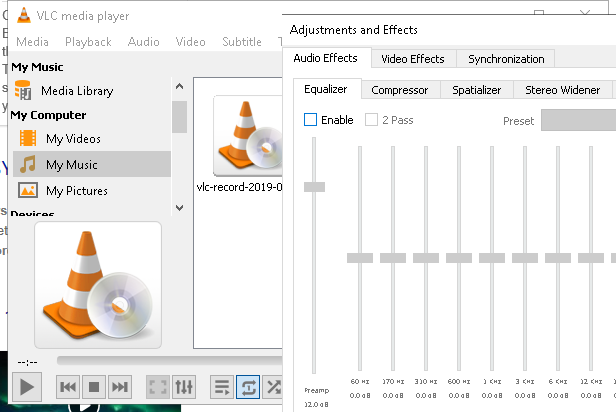 VLC media player
Media Playback Audio Video Subtitle
My Music
Media Library
My Computer
My Videos
My Music
My Pictures
Devices
vlc-record-2019-0
--:--
Adjustments and Effects
Audio Effects Video Effects Synchronization
Equalizer Compressor Spatializer Stereo Widener
Enable 2 Pass Preset
60 Hz 170 Hz 310 Hz 600 Hz 1 KHz 3 KHz 6 KHz 12 KHz
Preamp 0.0 dB 0.0 dB 0.0 dB 0.0 dB 0.0 dB 0.0 dB 0.0 dB 0.0 dB
12.0 dB